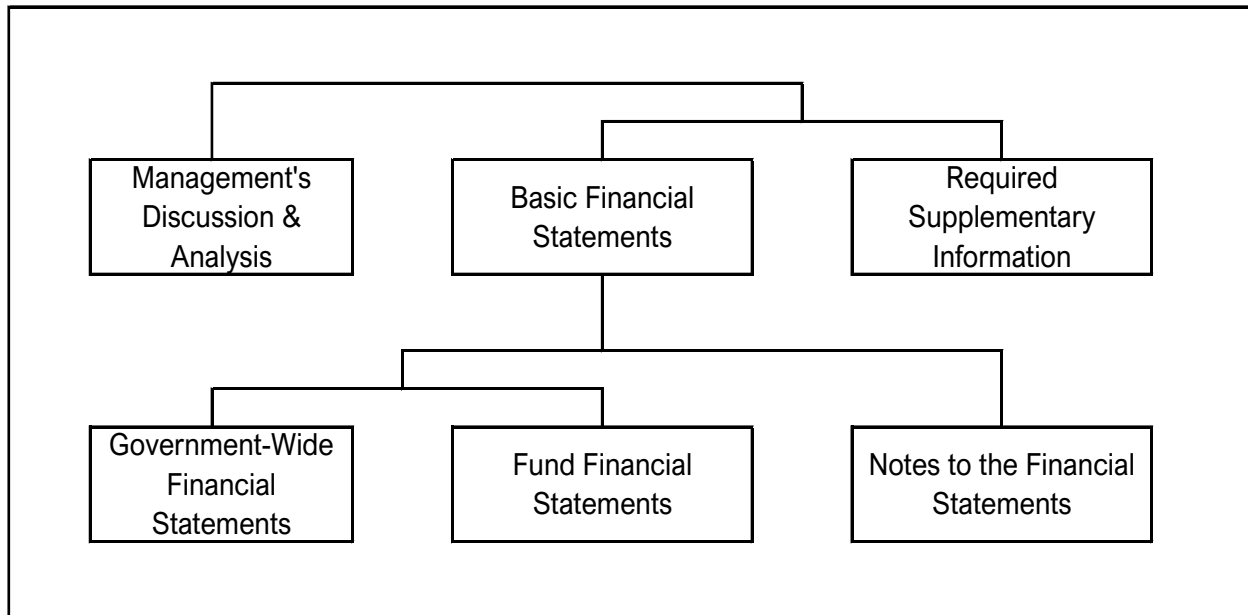 Management's
Discussion &
Analysis
Basic Financial
Statements
Required
Supplementary
Information
Government-Wide
Financial
Statements
Fund Financial
Statements
Notes to the Financial
Statements